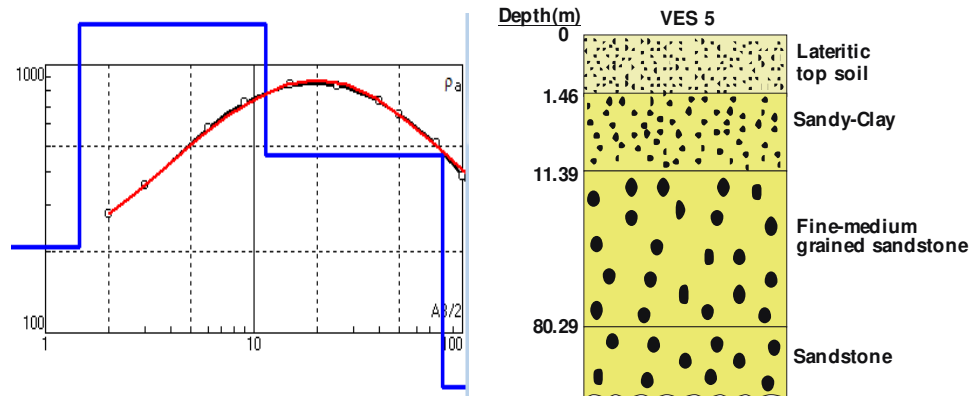 1000
ρa
100
AB/2
1
10
100
Depth(m)
VES 5
0
Lateritic
top soil
1.46
Sandy-Clay
11.39
Fine-medium
grained sandstone
80.29
Sandstone